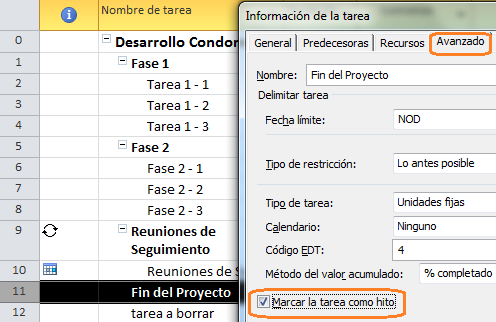 Nombre de tarea
0 Desarrollo Condon
1 Fase 1
2 Tarea 1 - 1
3 Tarea 1 - 2
4 Tarea 1 - 3
5 Fase 2
6 Fase 2 - 1
7 Fase 2 - 2
8 Fase 2 - 3
9 Reuniones de
Seguimiento
10 Reuniones de S
11 Fin del Proyecto
12 tarea a borrar
Información de la tarea
General Predecesoras Recursos Avanzado
Nombre: Fin del Proyecto
Delimitar tarea
Fecha límite: NOD
Tipo de restricción: Lo antes posible
Tipo de tarea: Unidades fijas
Calendario: Ninguno
Código EDT: 4
Método del valor acumulado: % completado
Marcar la tarea como hito